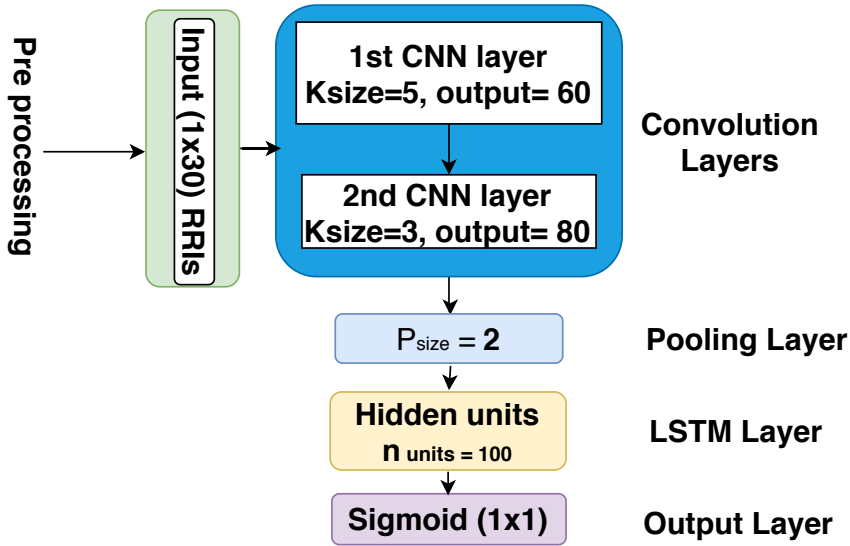 Pre processing
Input (1x30) RRIs
1st CNN layer
Ksize=5, output= 60
2nd CNN layer
Ksize=3, output= 80
Convolution
Layers
Psize = 2
Pooling Layer
Hidden units
n units = 100
LSTM Layer
Sigmoid (1x1)
Output Layer